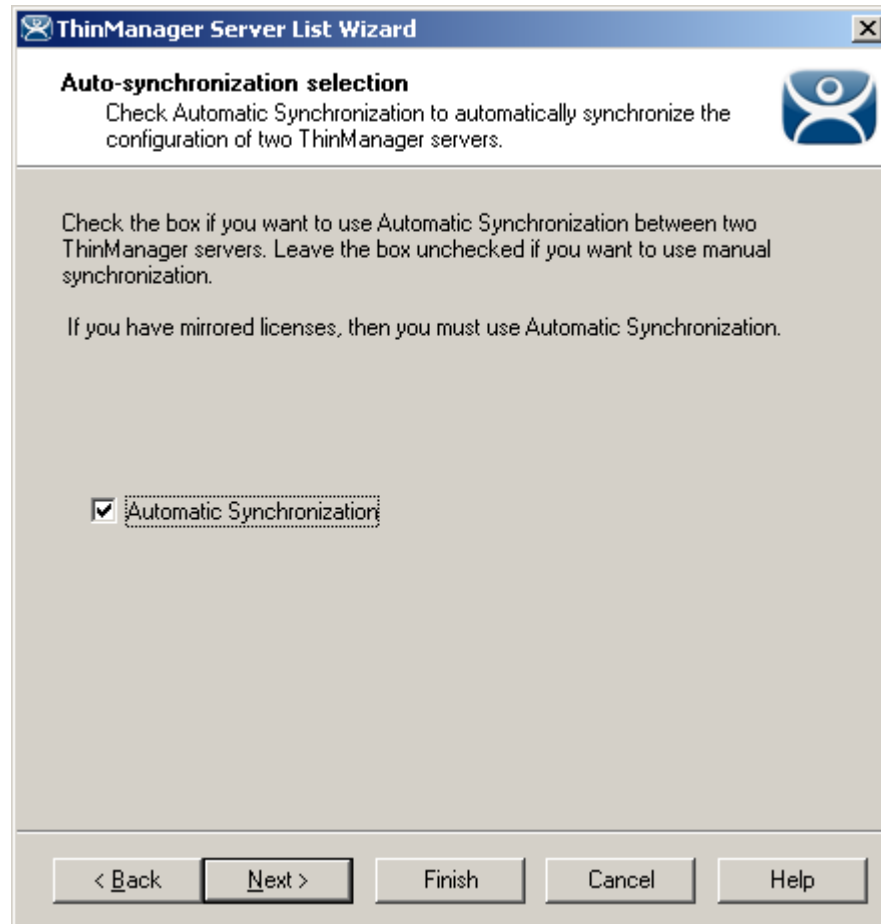 ThinManager Server List Wizard
Auto-synchronization selection
Check Automatic Synchronization to automatically synchronize the
configuration of two ThinManager servers.
Check the box if you want to use Automatic Synchronization between two
ThinManager servers. Leave the box unchecked if you want to use manual
synchronization.
If you have mirrored licenses, then you must use Automatic Synchronization.
Automatic Synchronization
< Back Next > Finish Cancel Help